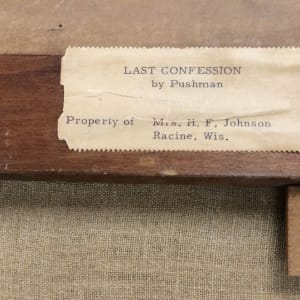 LAST CONFESSION
by Pushman
Property of Mrs. H. F. Johnson
Racine, Wis.